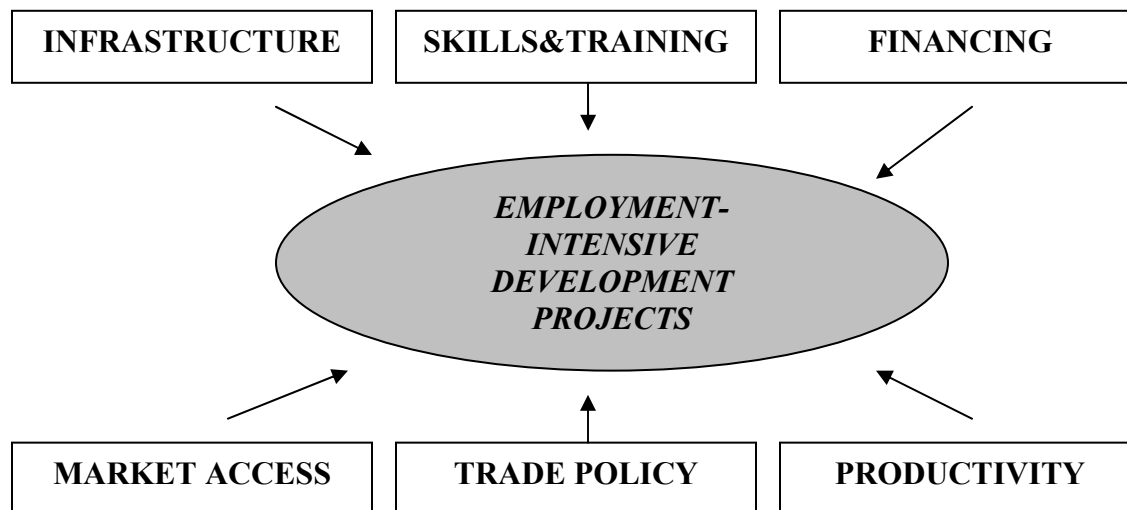 INFRASTRUCTURE
SKILLS&TRAINING
FINANCING
EMPLOYMENT-
INTENSIVE
DEVELOPMENT
PROJECTS
MARKET ACCESS
TRADE POLICY
PRODUCTIVITY